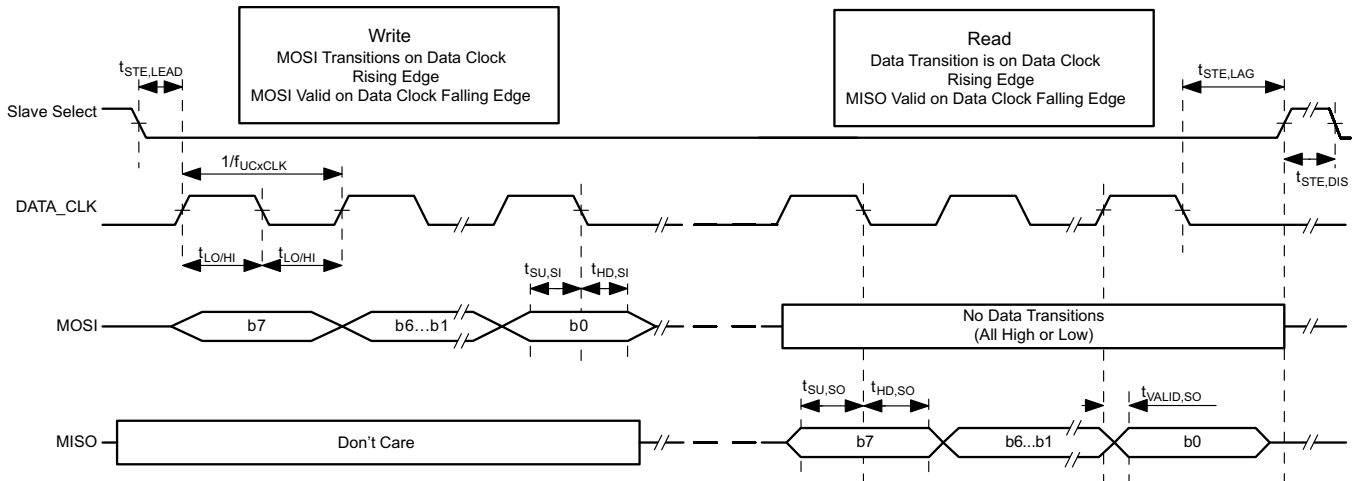 Write
MOSI Transitions on Data Clock
Rising Edge
MOSI Valid on Data Clock Falling Edge
Read
Data Transition is on Data Clock
Rising Edge
MISO Valid on Data Clock Falling Edge
tSTE,LEAD
tSTE,LAG
Slave Select
1/fUCxCLK
tSTE,DIS
DATA_CLK
tLO/HI tLO/HI
tSU,SI tHD,SI
MOSI b7 b6...b1 b0
No Data Transitions
(All High or Low)
tSU,SO tHD,SO tVALID,SO
MISO Don't Care b7 b6...b1 b0